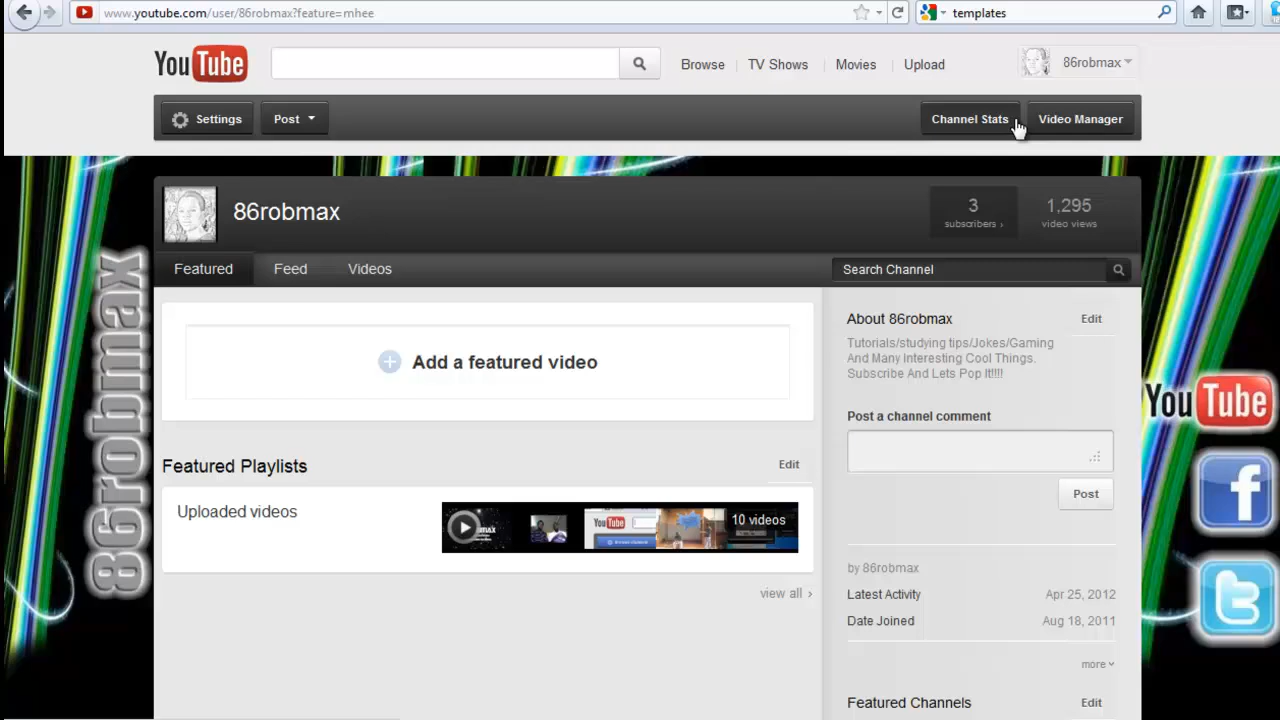 www.youtube.com/user/86robmax?feature=mhee
templates
YouTube
Browse
TV Shows
Movies
Upload
86robmax
Settings
Post
Channel Stats
Video Manager
86robmax
3
subscribers ›
1,295
video views
Featured
Feed
Videos
Search Channel
Add a featured video
About 86robmax
Edit
Tutorials/studying tips/Jokes/Gaming
And Many Interesting Cool Things.
Subscribe And Lets Pop It!!!!
Post a channel comment
Post
Featured Playlists
Edit
Uploaded videos
YouTube
10 videos
view all ›
by 86robmax
Latest Activity
Apr 25, 2012
Date Joined
Aug 18, 2011
more
Featured Channels
Edit
86robmax
YouTube
f
t